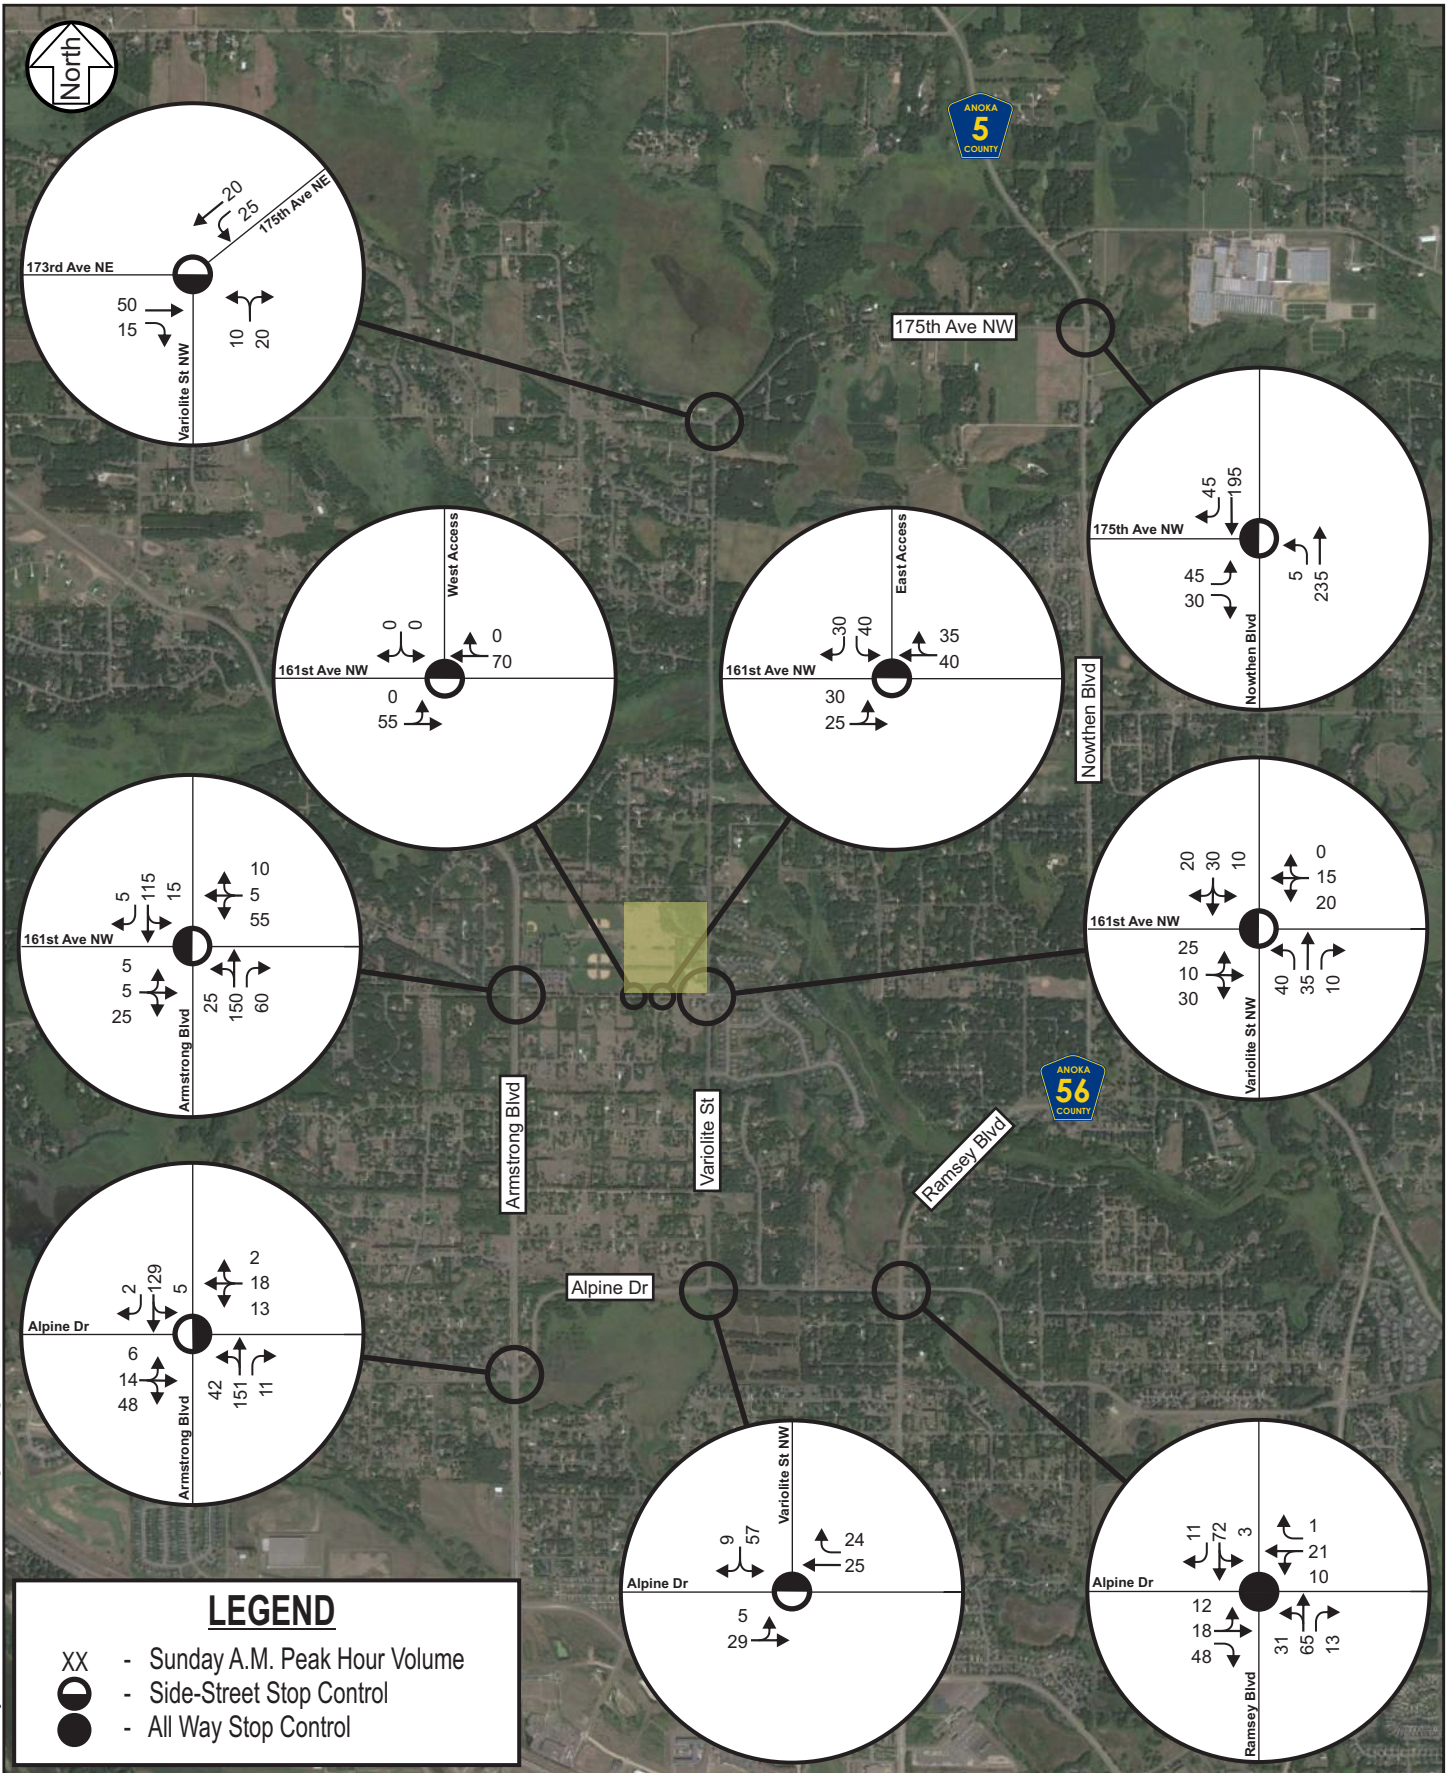 North
ANOKA
5
COUNTY
20
25
175th Ave NE
173rd Ave NE
50
15
10
20
Variolite St NW
175th Ave NW
45
195
175th Ave NW
45
30
5
235
Nowthen Blvd
West Access
0
0
0
70
161st Ave NW
0
55
East Access
30
40
35
40
161st Ave NW
30
25
Nowthen Blvd
5
115
15
10
5
55
161st Ave NW
5
5
25
25
150
60
Armstrong Blvd
20
30
10
0
15
20
161st Ave NW
25
10
30
40
35
10
Variolite St NW
ANOKA
56
COUNTY
Armstrong Blvd
Variolite St
Ramsey Blvd
Alpine Dr
2
129
5
2
18
13
Alpine Dr
6
14
48
42
151
11
Armstrong Blvd
Variolite St NW
9
57
24
25
Alpine Dr
5
29
11
72
3
1
21
10
Alpine Dr
12
18
48
31
65
13
Ramsey Blvd
LEGEND
XX - Sunday A.M. Peak Hour Volume
- Side-Street Stop Control
- All Way Stop Control